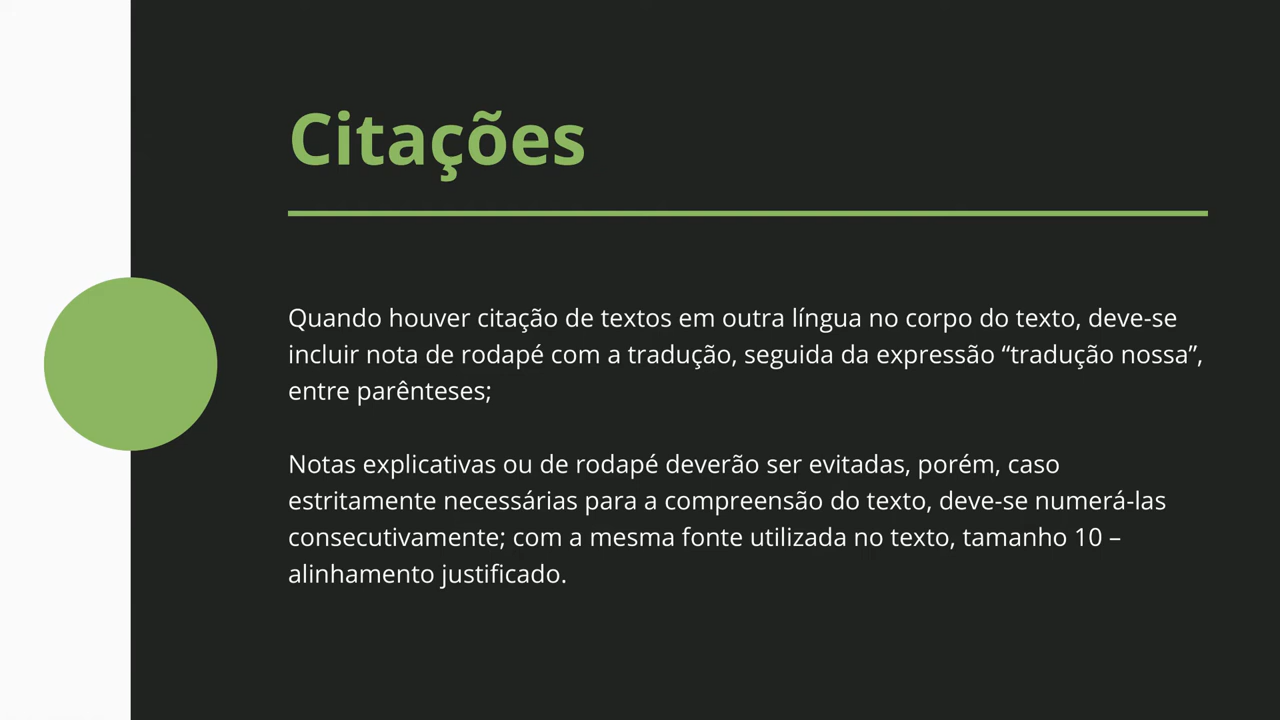 Citações
Quando houver citação de textos em outra língua no corpo do texto, deve-se
incluir nota de rodapé com a tradução, seguida da expressão “tradução nossa”,
entre parênteses;
Notas explicativas ou de rodapé deverão ser evitadas, porém, caso
estritamente necessárias para a compreensão do texto, deve-se numerá-las
consecutivamente; com a mesma fonte utilizada no texto, tamanho 10 –
alinhamento justificado.